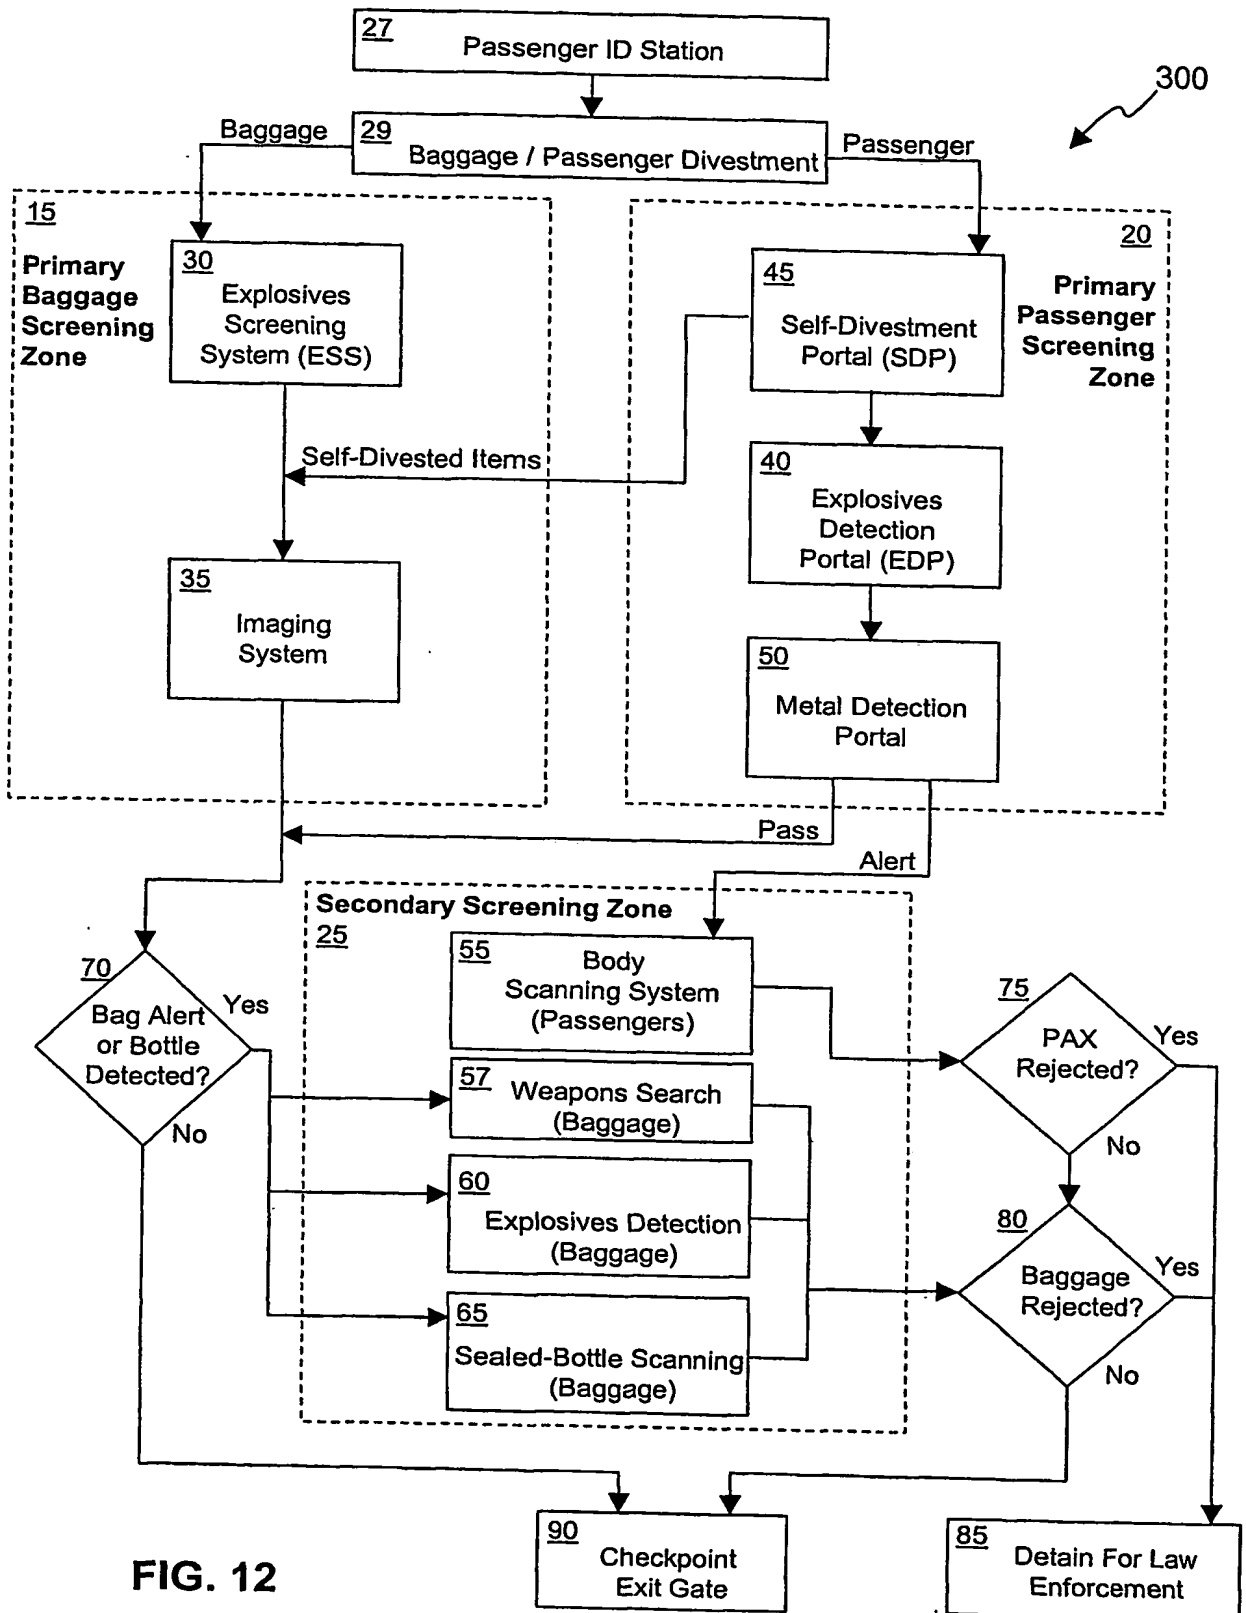 27
Passenger ID Station
300
29
Baggage / Passenger Divestment
Baggage
Passenger
15
Primary
Baggage
Screening
Zone
30
Explosives
Screening
System (ESS)
20
Primary
Passenger
Screening
Zone
45
Self-Divestment
Portal (SDP)
Self-Divested Items
40
Explosives
Detection
Portal (EDP)
35
Imaging
System
50
Metal Detection
Portal
Pass
Alert
Secondary Screening Zone
25
55
Body
Scanning System
(Passengers)
70
Bag Alert
or Bottle
Detected?
Yes
No
57
Weapons Search
(Baggage)
60
Explosives Detection
(Baggage)
65
Sealed-Bottle Scanning
(Baggage)
75
PAX
Rejected?
Yes
No
80
Baggage
Rejected?
Yes
No
90
Checkpoint
Exit Gate
85
Detain For Law
Enforcement
FIG. 12